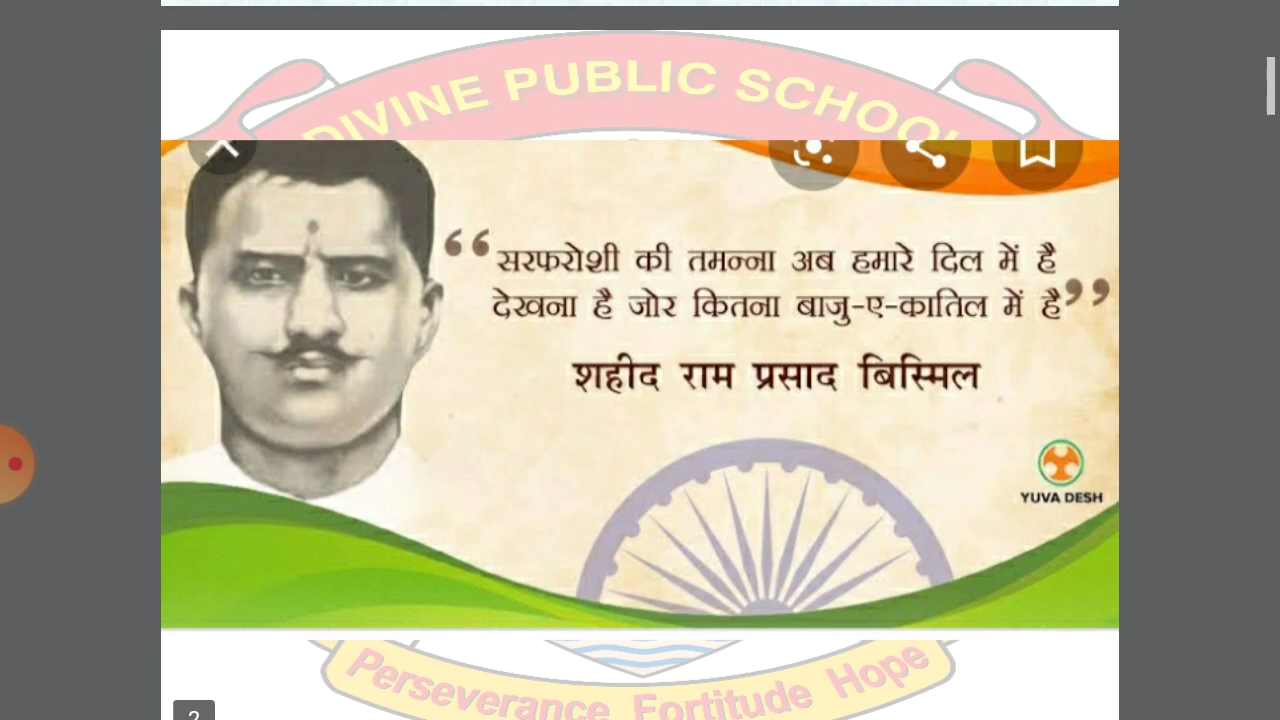 DIVINE PUBLIC SCHOOL
“ सरफरोशी की तमन्ना अब हमारे दिल में है
देखना है जोर कितना बाजु-ए-कातिल में है ”
शहीद राम प्रसाद बिस्मिल
YUVA DESH
Perseverance Fortitude Hope
2